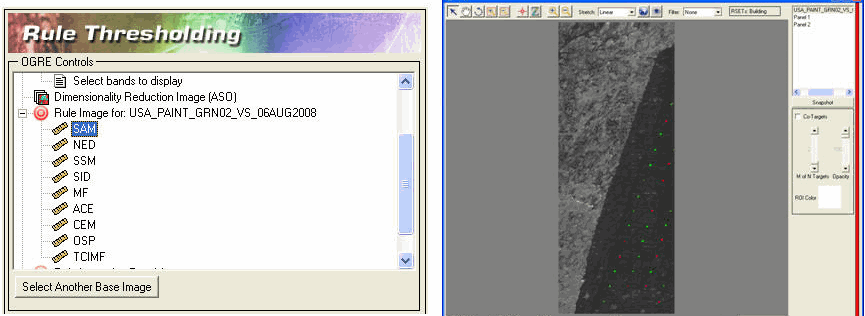 Rule Thresholding
OGRE Controls
Select bands to display
Dimensionality Reduction Image (ASO)
Rule Image for: USA_PAINT_GRN02_VS_06AUG2008
SAM
NED
SSM
SID
MF
ACE
CEM
OSP
TCIMF
Select Another Base Image
Stretch: Linear Filter: None RSETx: Building
USA_PAINT_GRN02_VS_
Panel 1
Panel 2
Snapshot
Co-Targets
M of N Targets Opacity
ROI Color